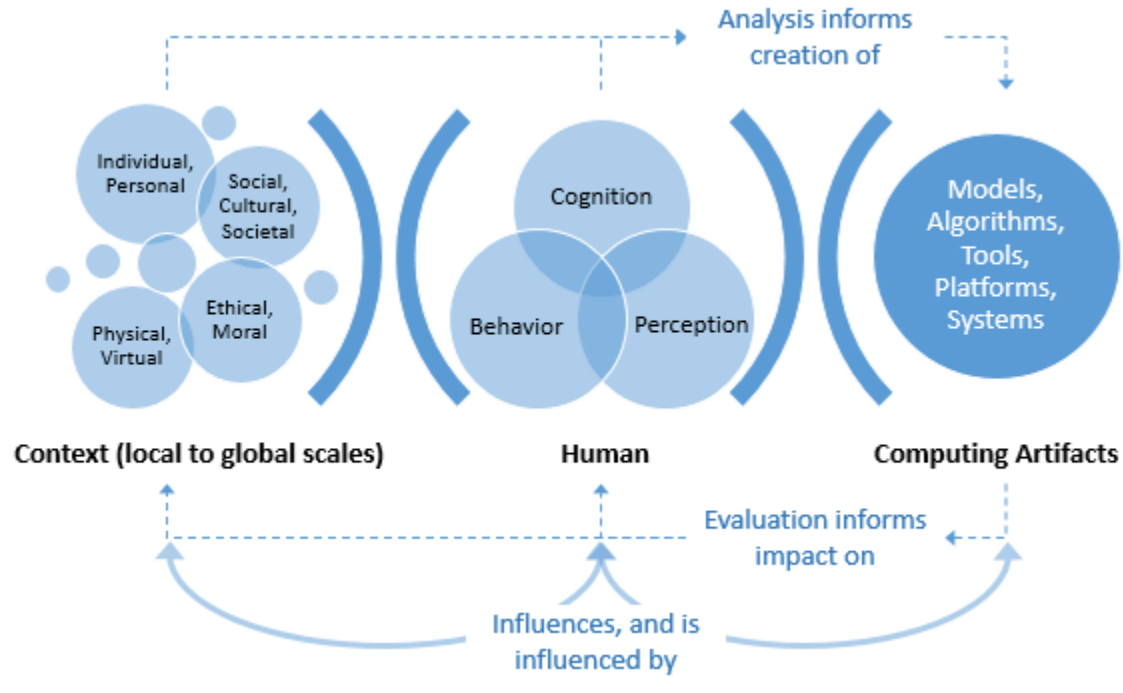 Analysis informs
creation of
Individual,
Personal
Social,
Cultural,
Societal
Physical,
Virtual
Ethical,
Moral
Cognition
Behavior
Perception
Models,
Algorithms,
Tools,
Platforms,
Systems
Context (local to global scales)
Human
Computing Artifacts
Evaluation informs
impact on
Influences, and is
influenced by